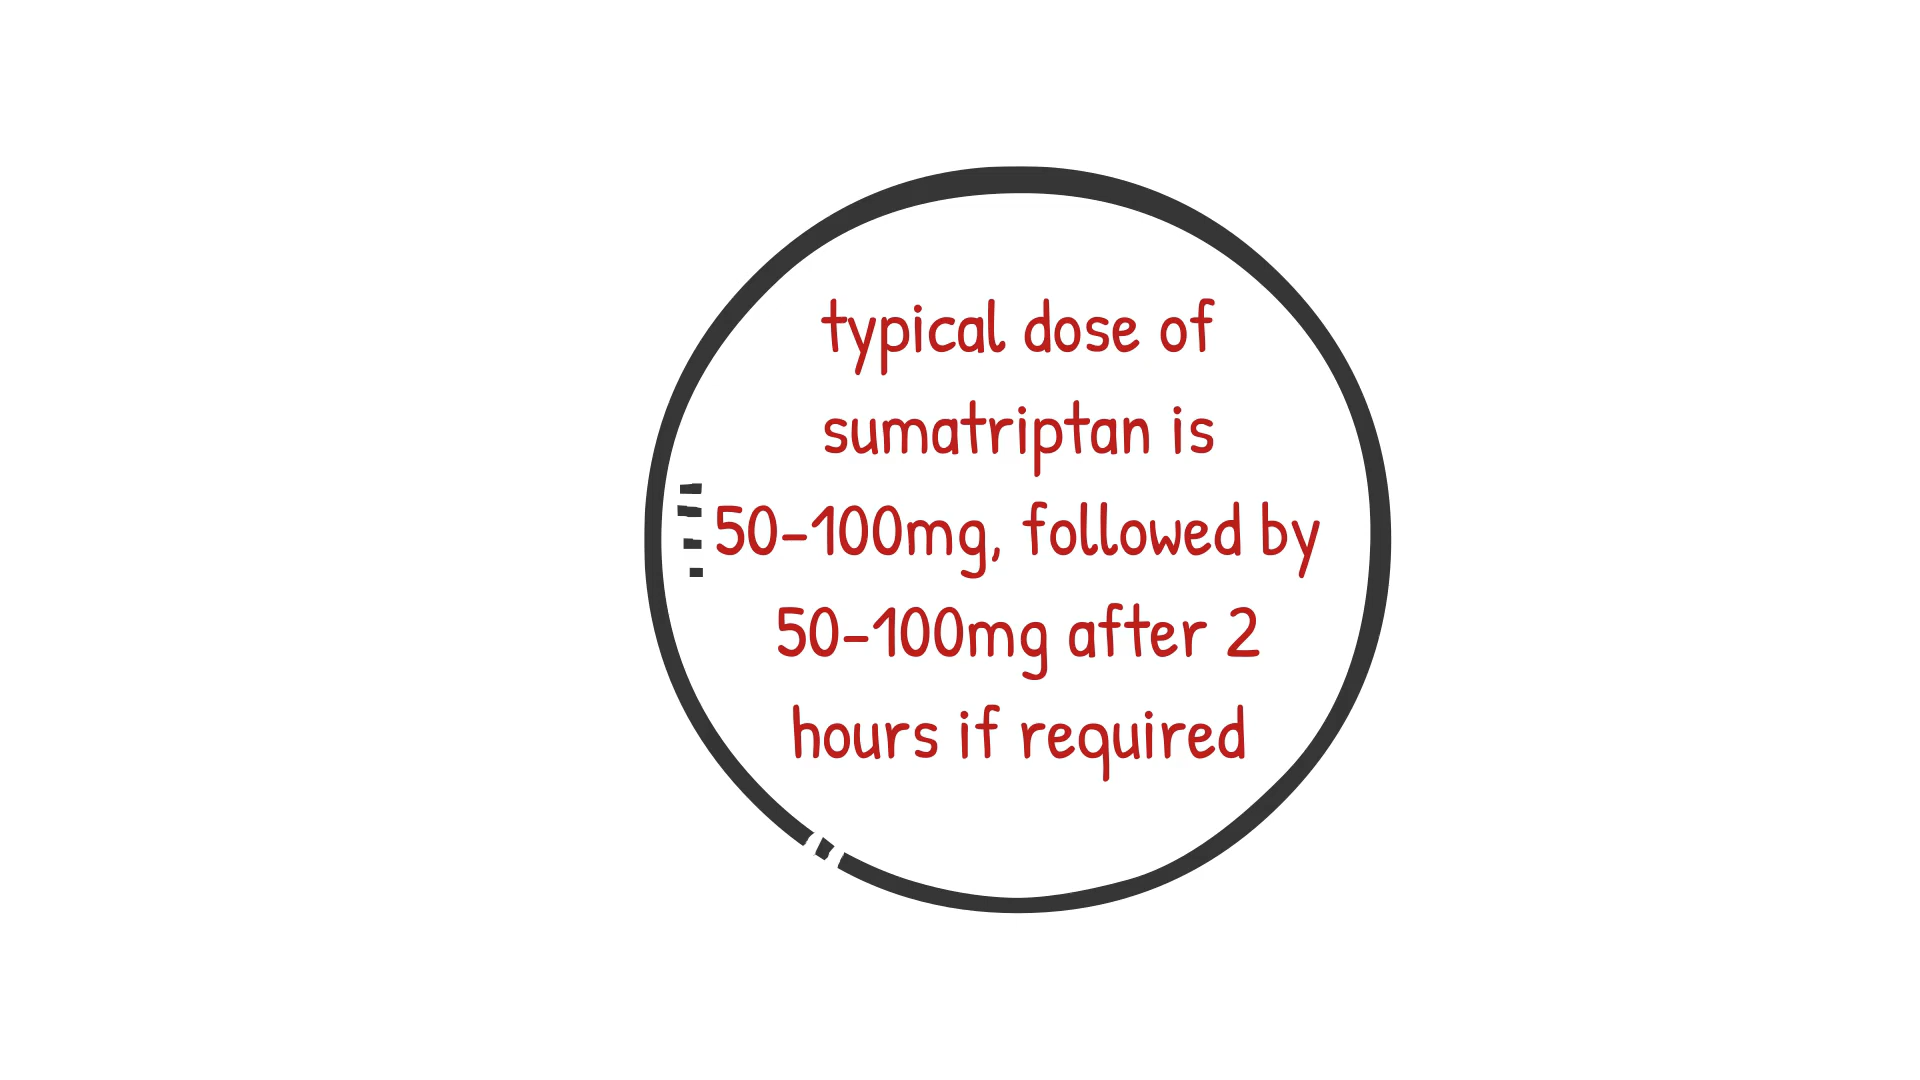 typical dose of
sumatriptan is
50-100mg, followed by
50-100mg after 2
hours if required